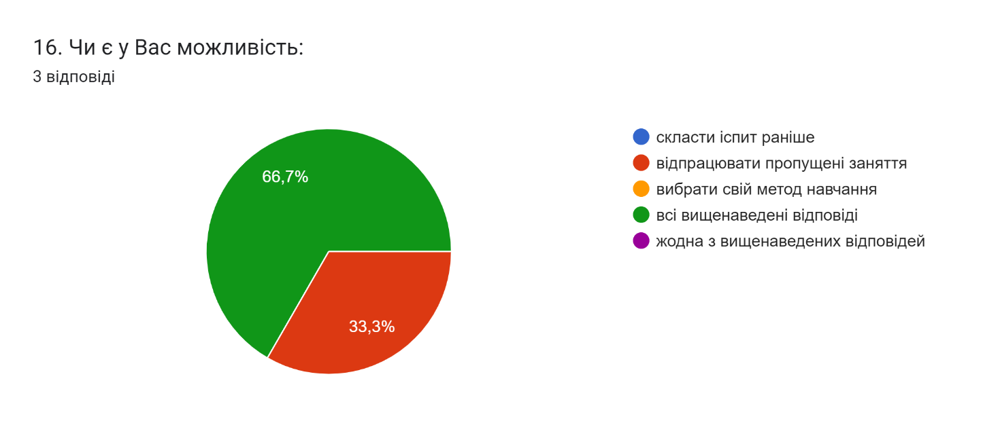 16. Чи є у Вас можливість:
3 відповіді
66,7%
33,3%
скласти іспит раніше
відпрацювати пропущені заняття
вибрати свій метод навчання
всі вищенаведені відповіді
жодна з вищенаведених відповідей